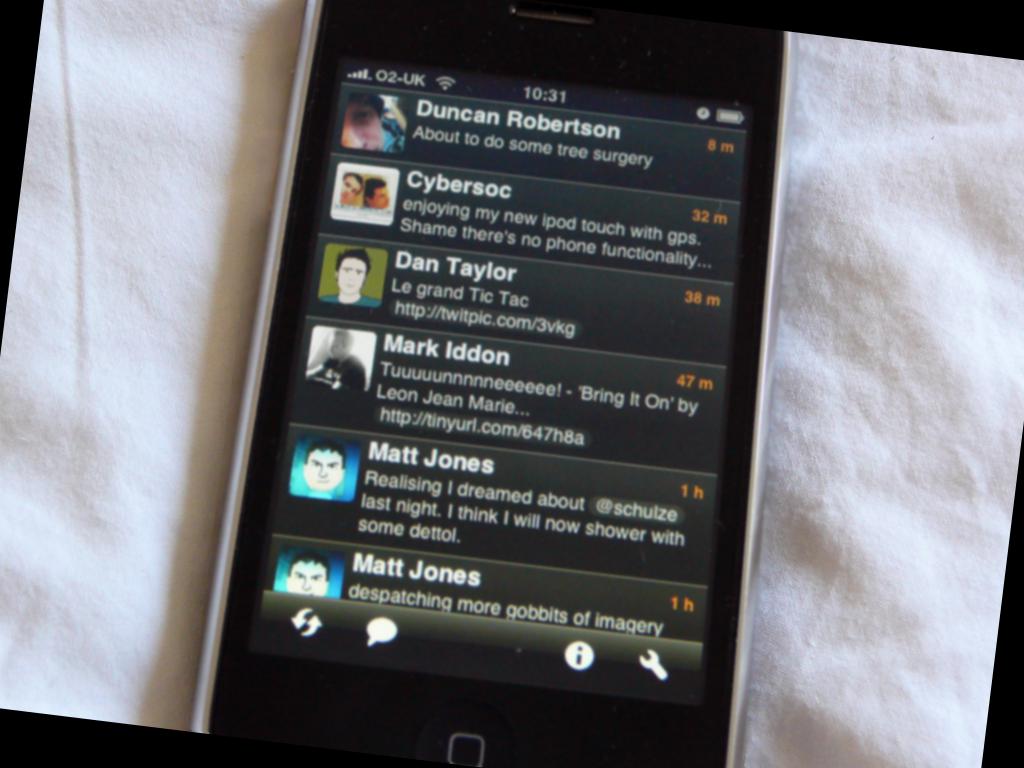 O2-UK
10:31
Duncan Robertson
8 m
About to do some tree surgery
Cybersoc
32 m
enjoying my new ipod touch with gps.
Shame there's no phone functionality...
Dan Taylor
38 m
Le grand Tic Tac
http://twitpic.com/3vkg
Mark Iddon
47 m
Tuuuuunnnnneeeeee! - 'Bring It On' by
Leon Jean Marie...
http://tinyurl.com/647h8a
Matt Jones
1 h
Realising I dreamed about @schulze
last night. I think I will now shower with
some dettol.
Matt Jones
1 h
despatching more gobbits of imagery